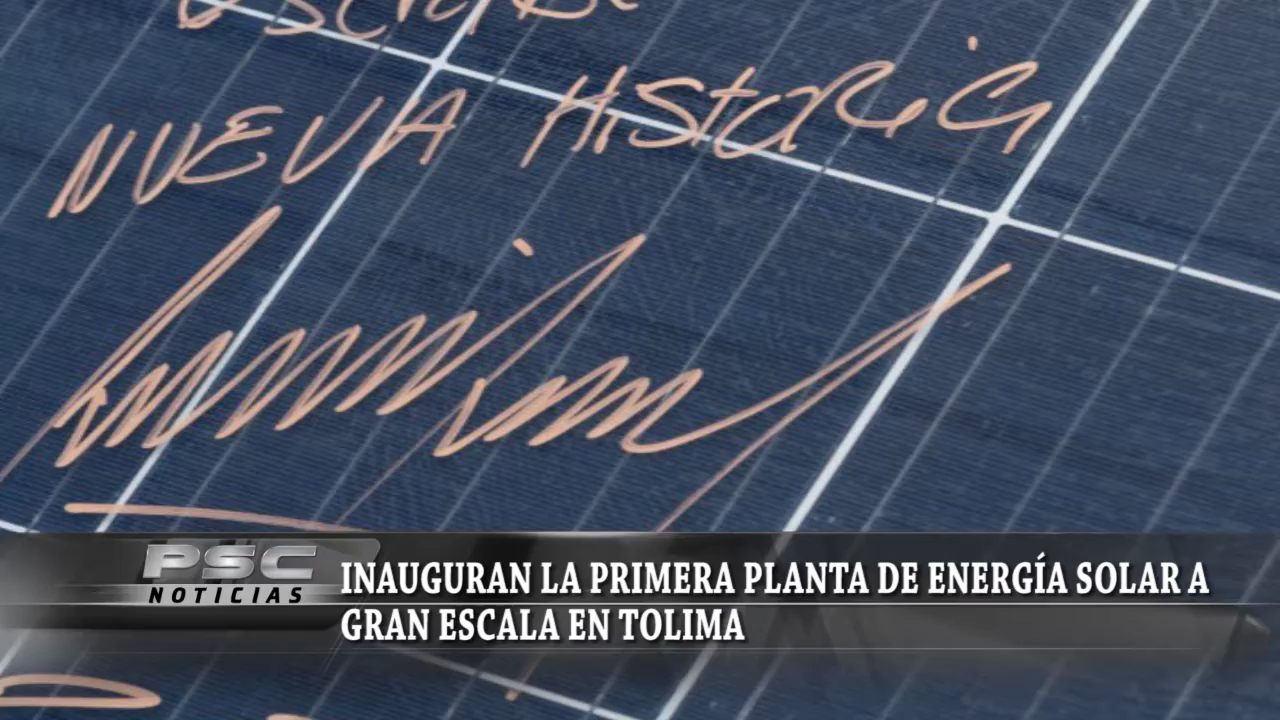 NUEVA HIStoRiA
PSC
NOTICIAS
INAUGURAN LA PRIMERA PLANTA DE ENERGÍA SOLAR A
GRAN ESCALA EN TOLIMA